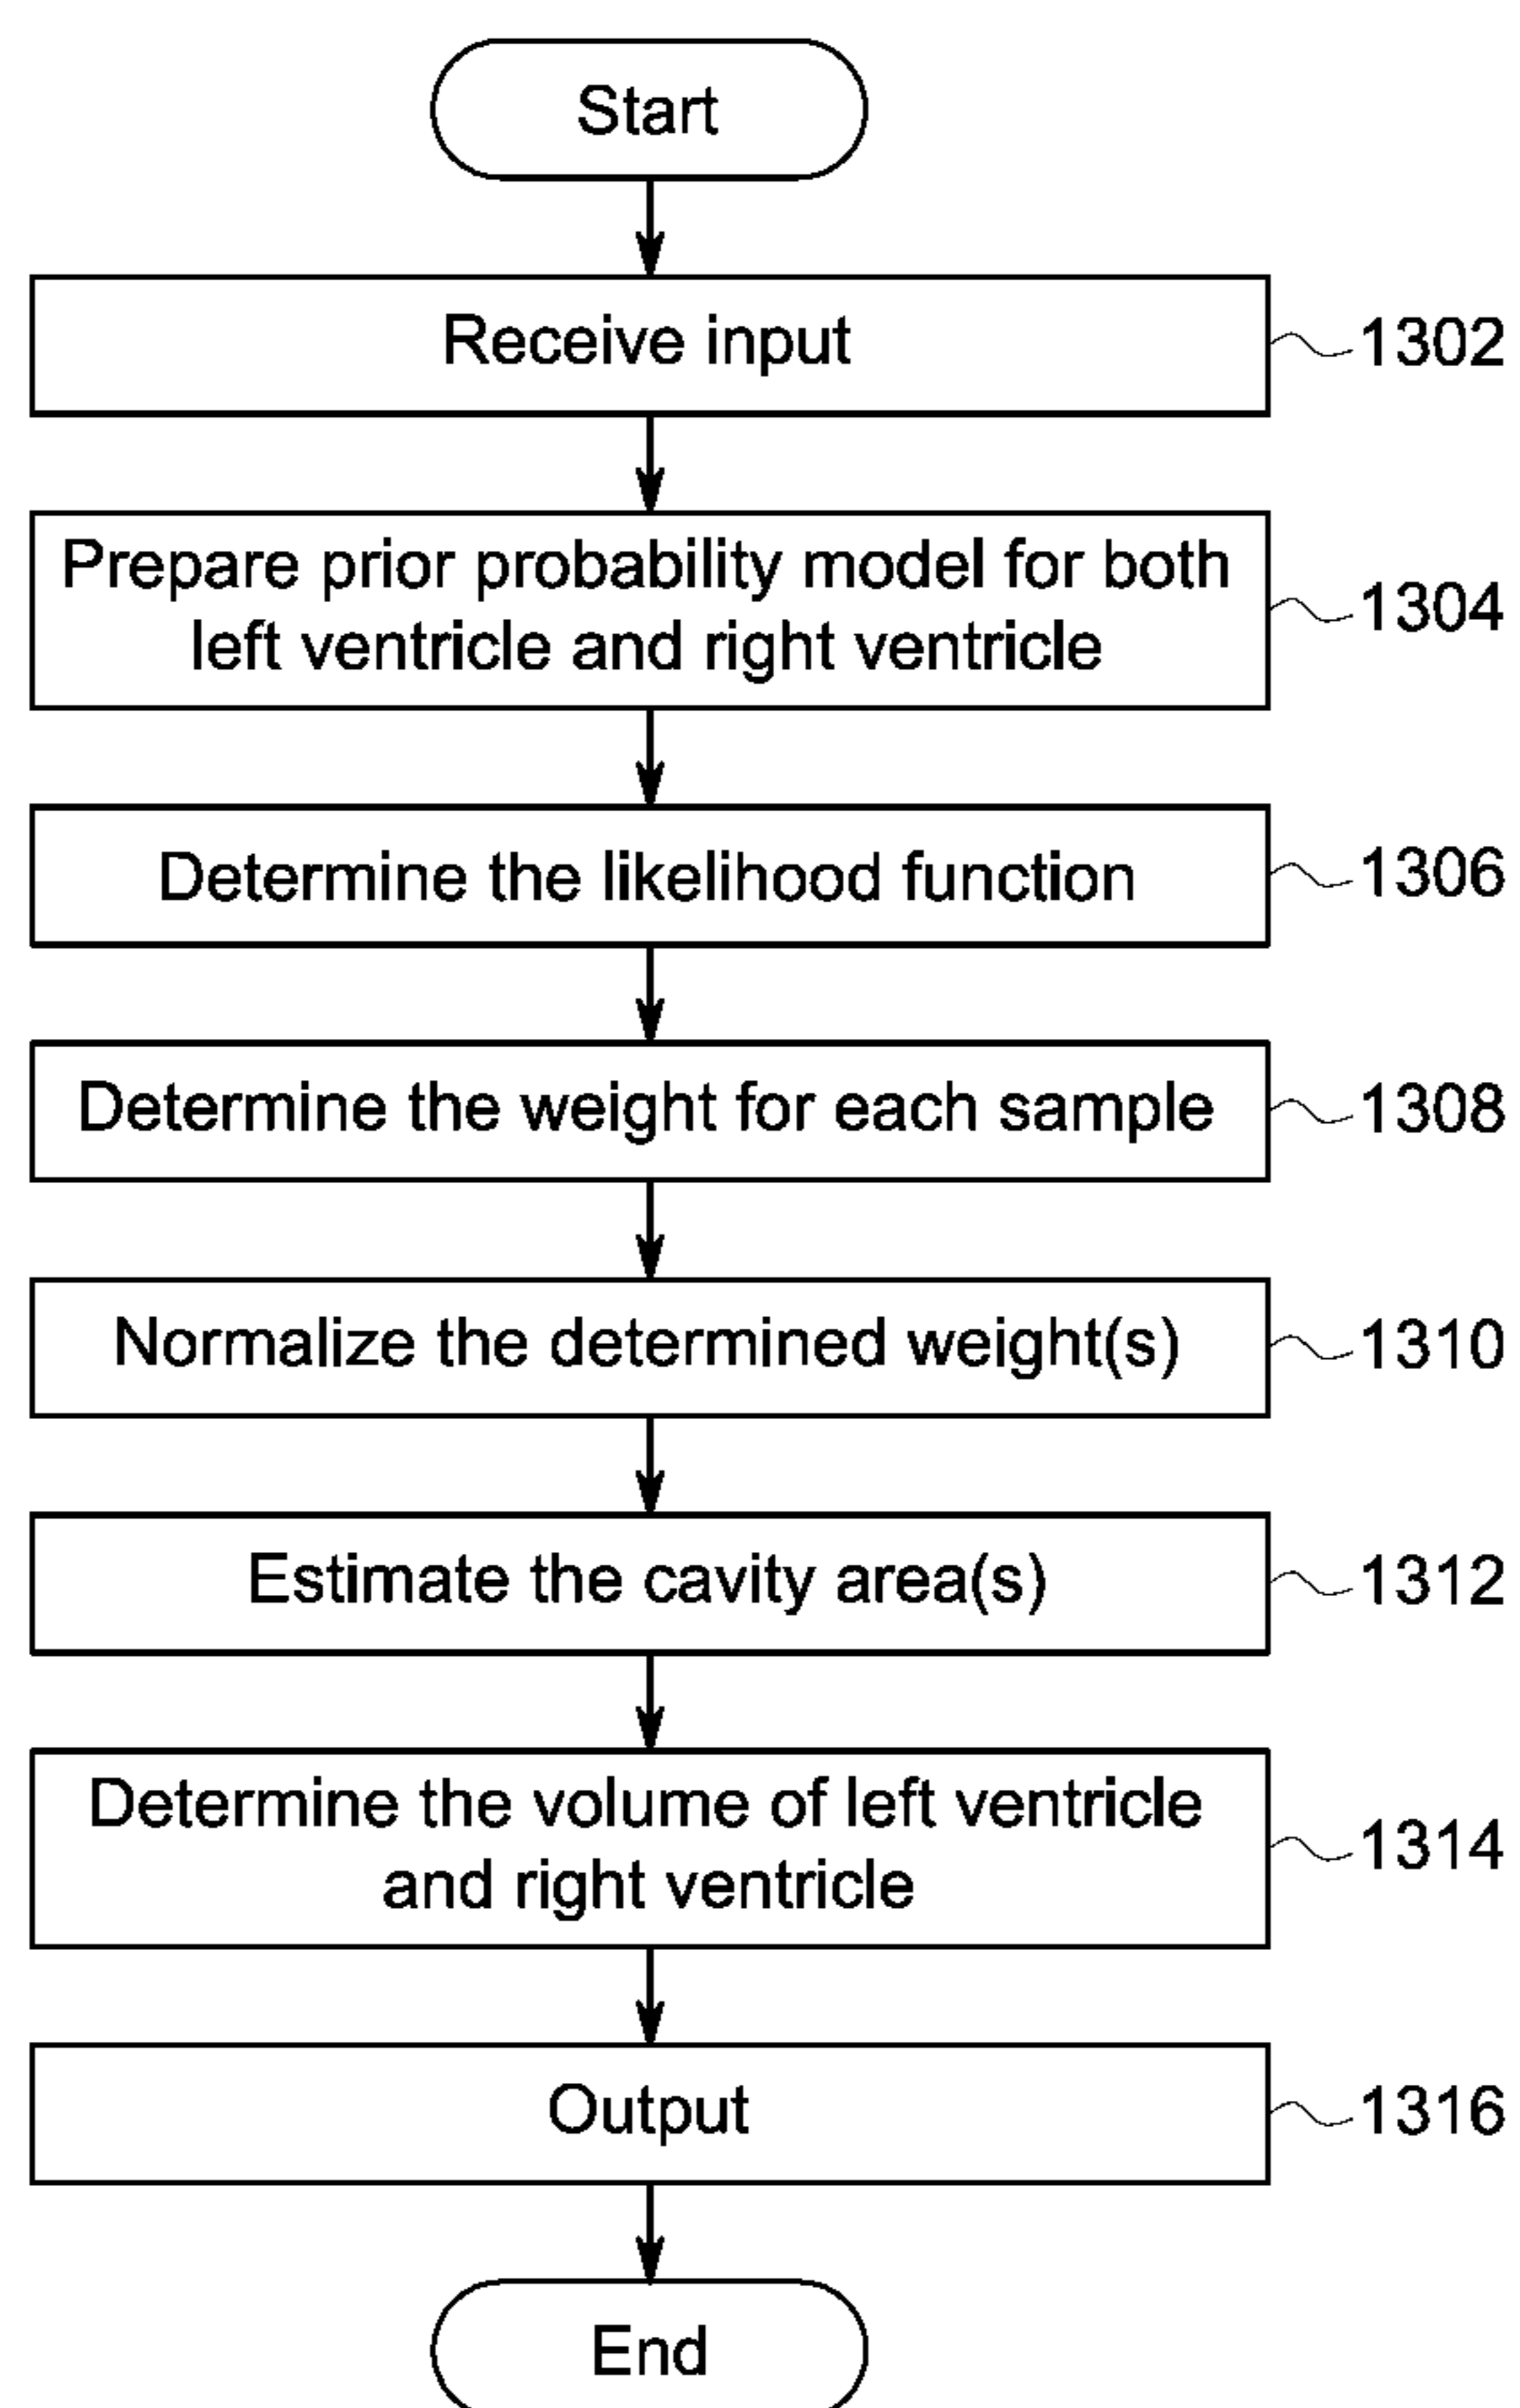 Start
Receive input
1302
Prepare prior probability model for both
left ventricle and right ventricle
1304
Determine the likelihood function
1306
Determine the weight for each sample
1308
Normalize the determined weight(s)
1310
Estimate the cavity area(s)
1312
Determine the volume of left ventricle
and right ventricle
1314
Output
1316
End